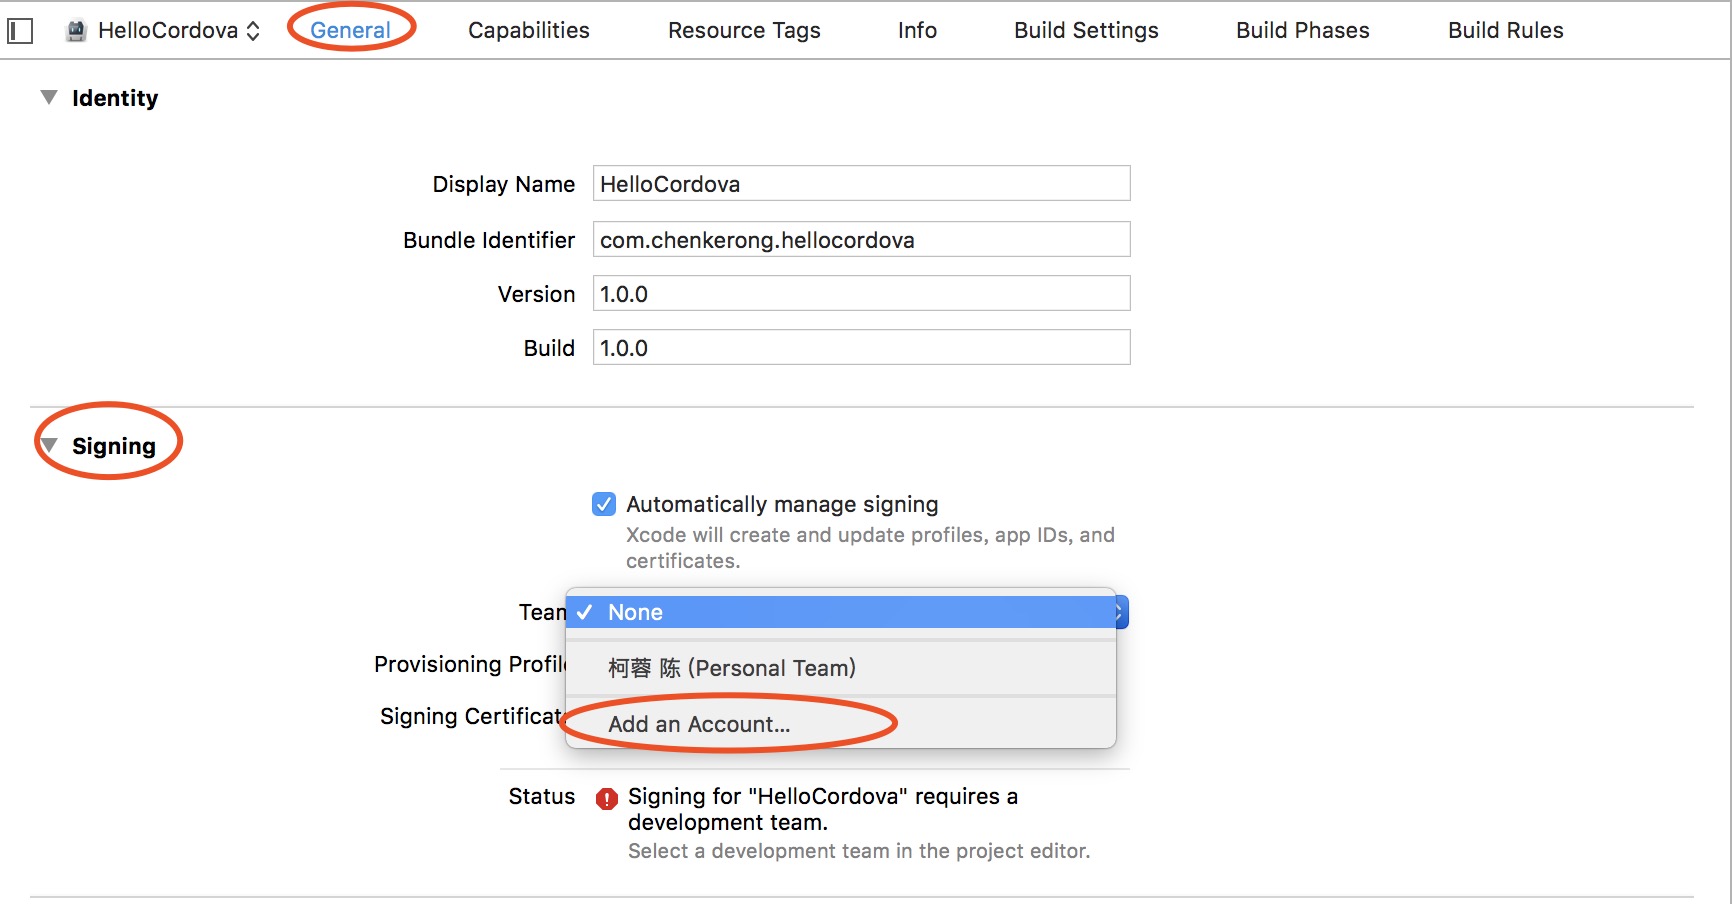 HelloCordova General Capabilities Resource Tags Info Build Settings Build Phases Build Rules
Identity
Display Name HelloCordova
Bundle Identifier com.chenkerong.hellocordova
Version 1.0.0
Build 1.0.0
Signing
Automatically manage signing
Xcode will create and update profiles, app IDs, and
certificates.
Team None
Provisioning Profile 柯蓉 陈 (Personal Team)
Signing Certificat Add an Account...
Status Signing for "HelloCordova" requires a
development team.
Select a development team in the project editor.